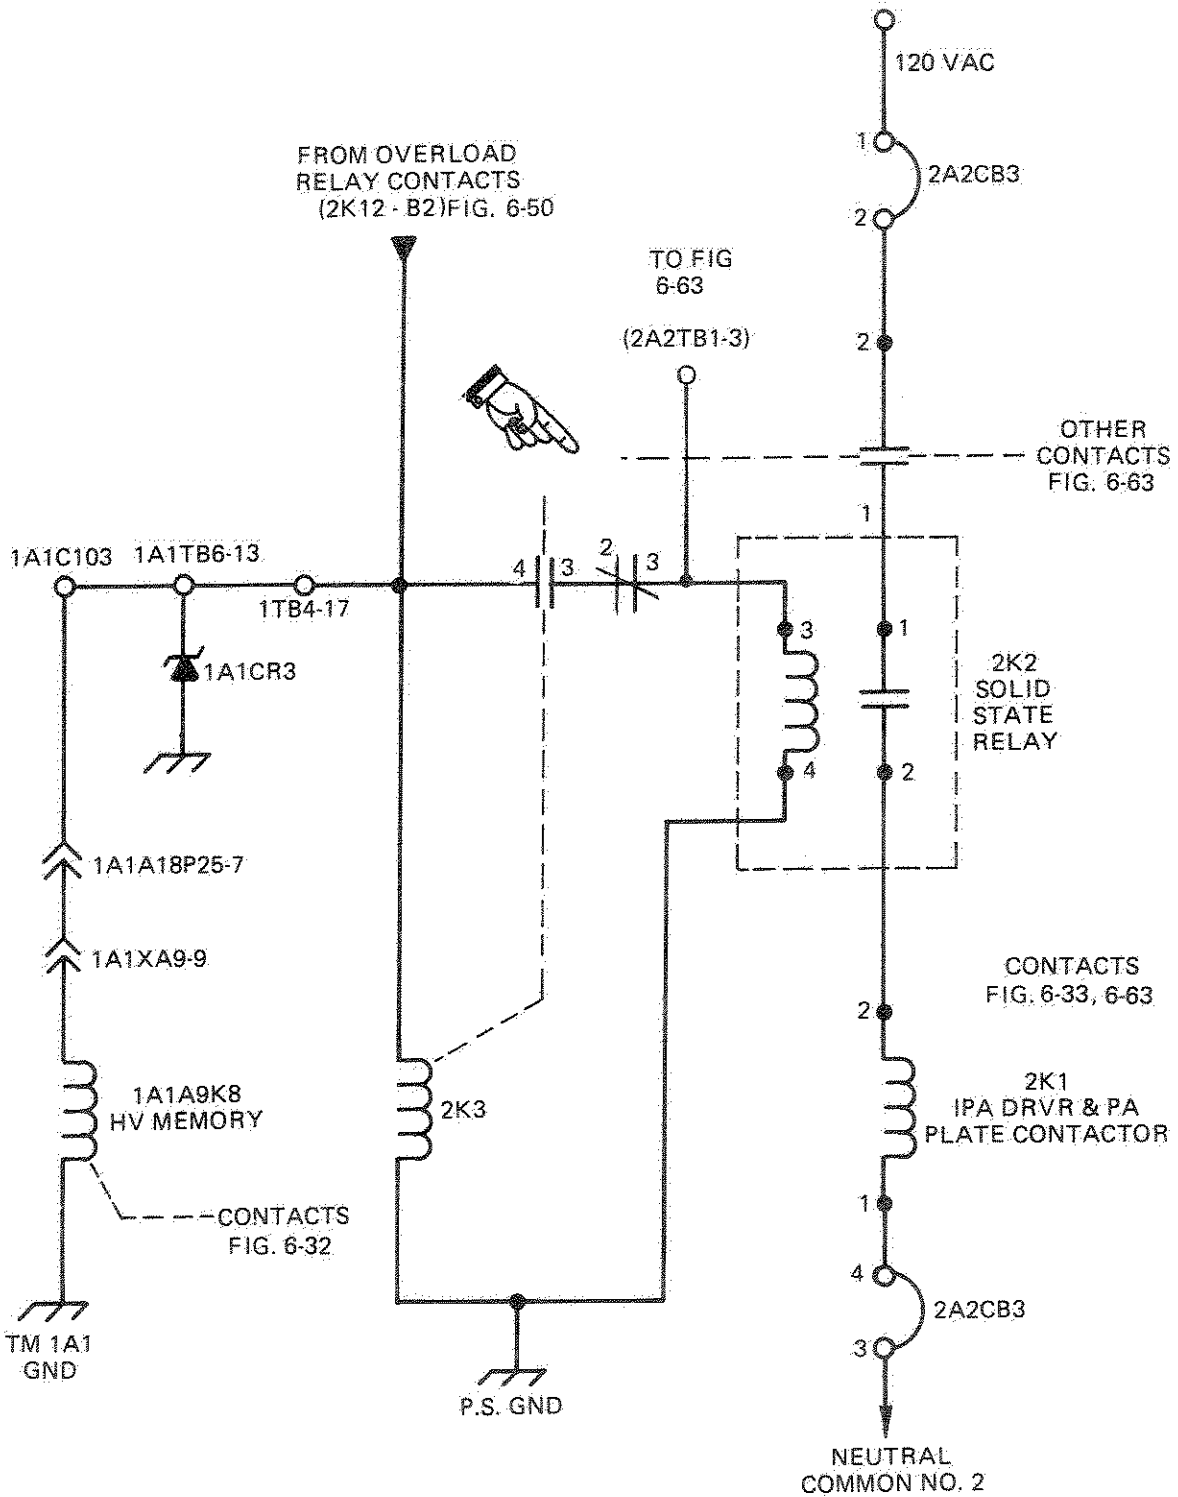 120 VAC
1
2A2CB3
2
FROM OVERLOAD
RELAY CONTACTS
(2K12 - B2)FIG. 6-50
TO FIG
6-63
(2A2TB1-3)
2
OTHER
CONTACTS
FIG. 6-63
1
1A1C103
1A1TB6-13
1TB4-17
4
3
2
3
1A1CR3
3
1
2K2
SOLID
STATE
RELAY
4
2
1A1A18P25-7
1A1XA9-9
CONTACTS
FIG. 6-33, 6-63
2
1A1A9K8
HV MEMORY
2K3
2K1
IPA DRVR & PA
PLATE CONTACTOR
1
CONTACTS
FIG. 6-32
4
2A2CB3
3
TM 1A1
GND
P.S. GND
NEUTRAL
COMMON NO. 2